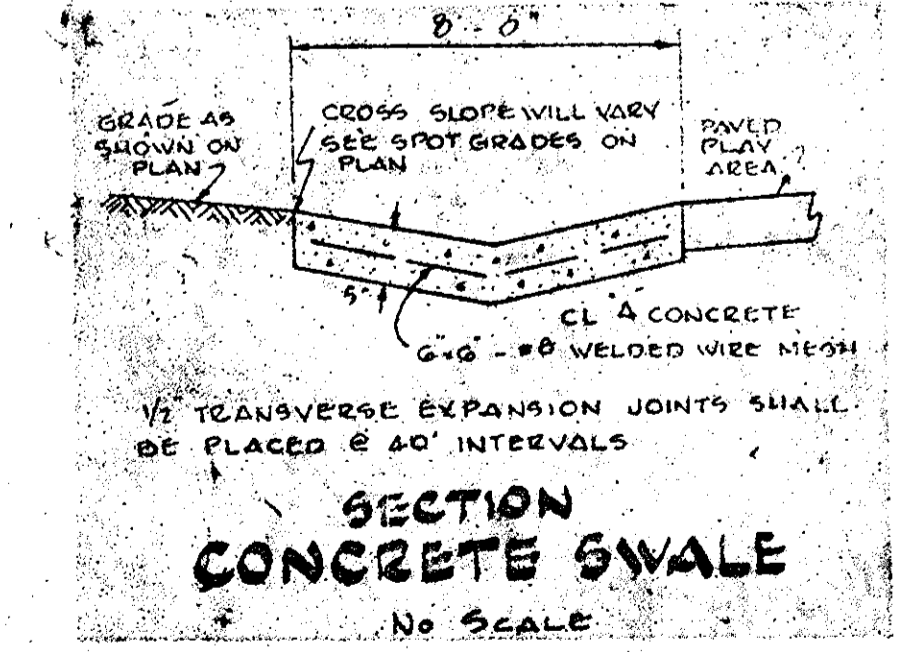 8' - 0"
GRADE AS
SHOWN ON
PLAN
CROSS SLOPE WILL VARY
SEE SPOT GRADES ON
PLAN
PAVED
PLAY
AREA
5"
CL A CONCRETE
6"x6" - #8 WELDED WIRE MESH
1/2" TRANSVERSE EXPANSION JOINTS SHALL
BE PLACED @ 40' INTERVALS
SECTION
CONCRETE SWALE
No SCALE